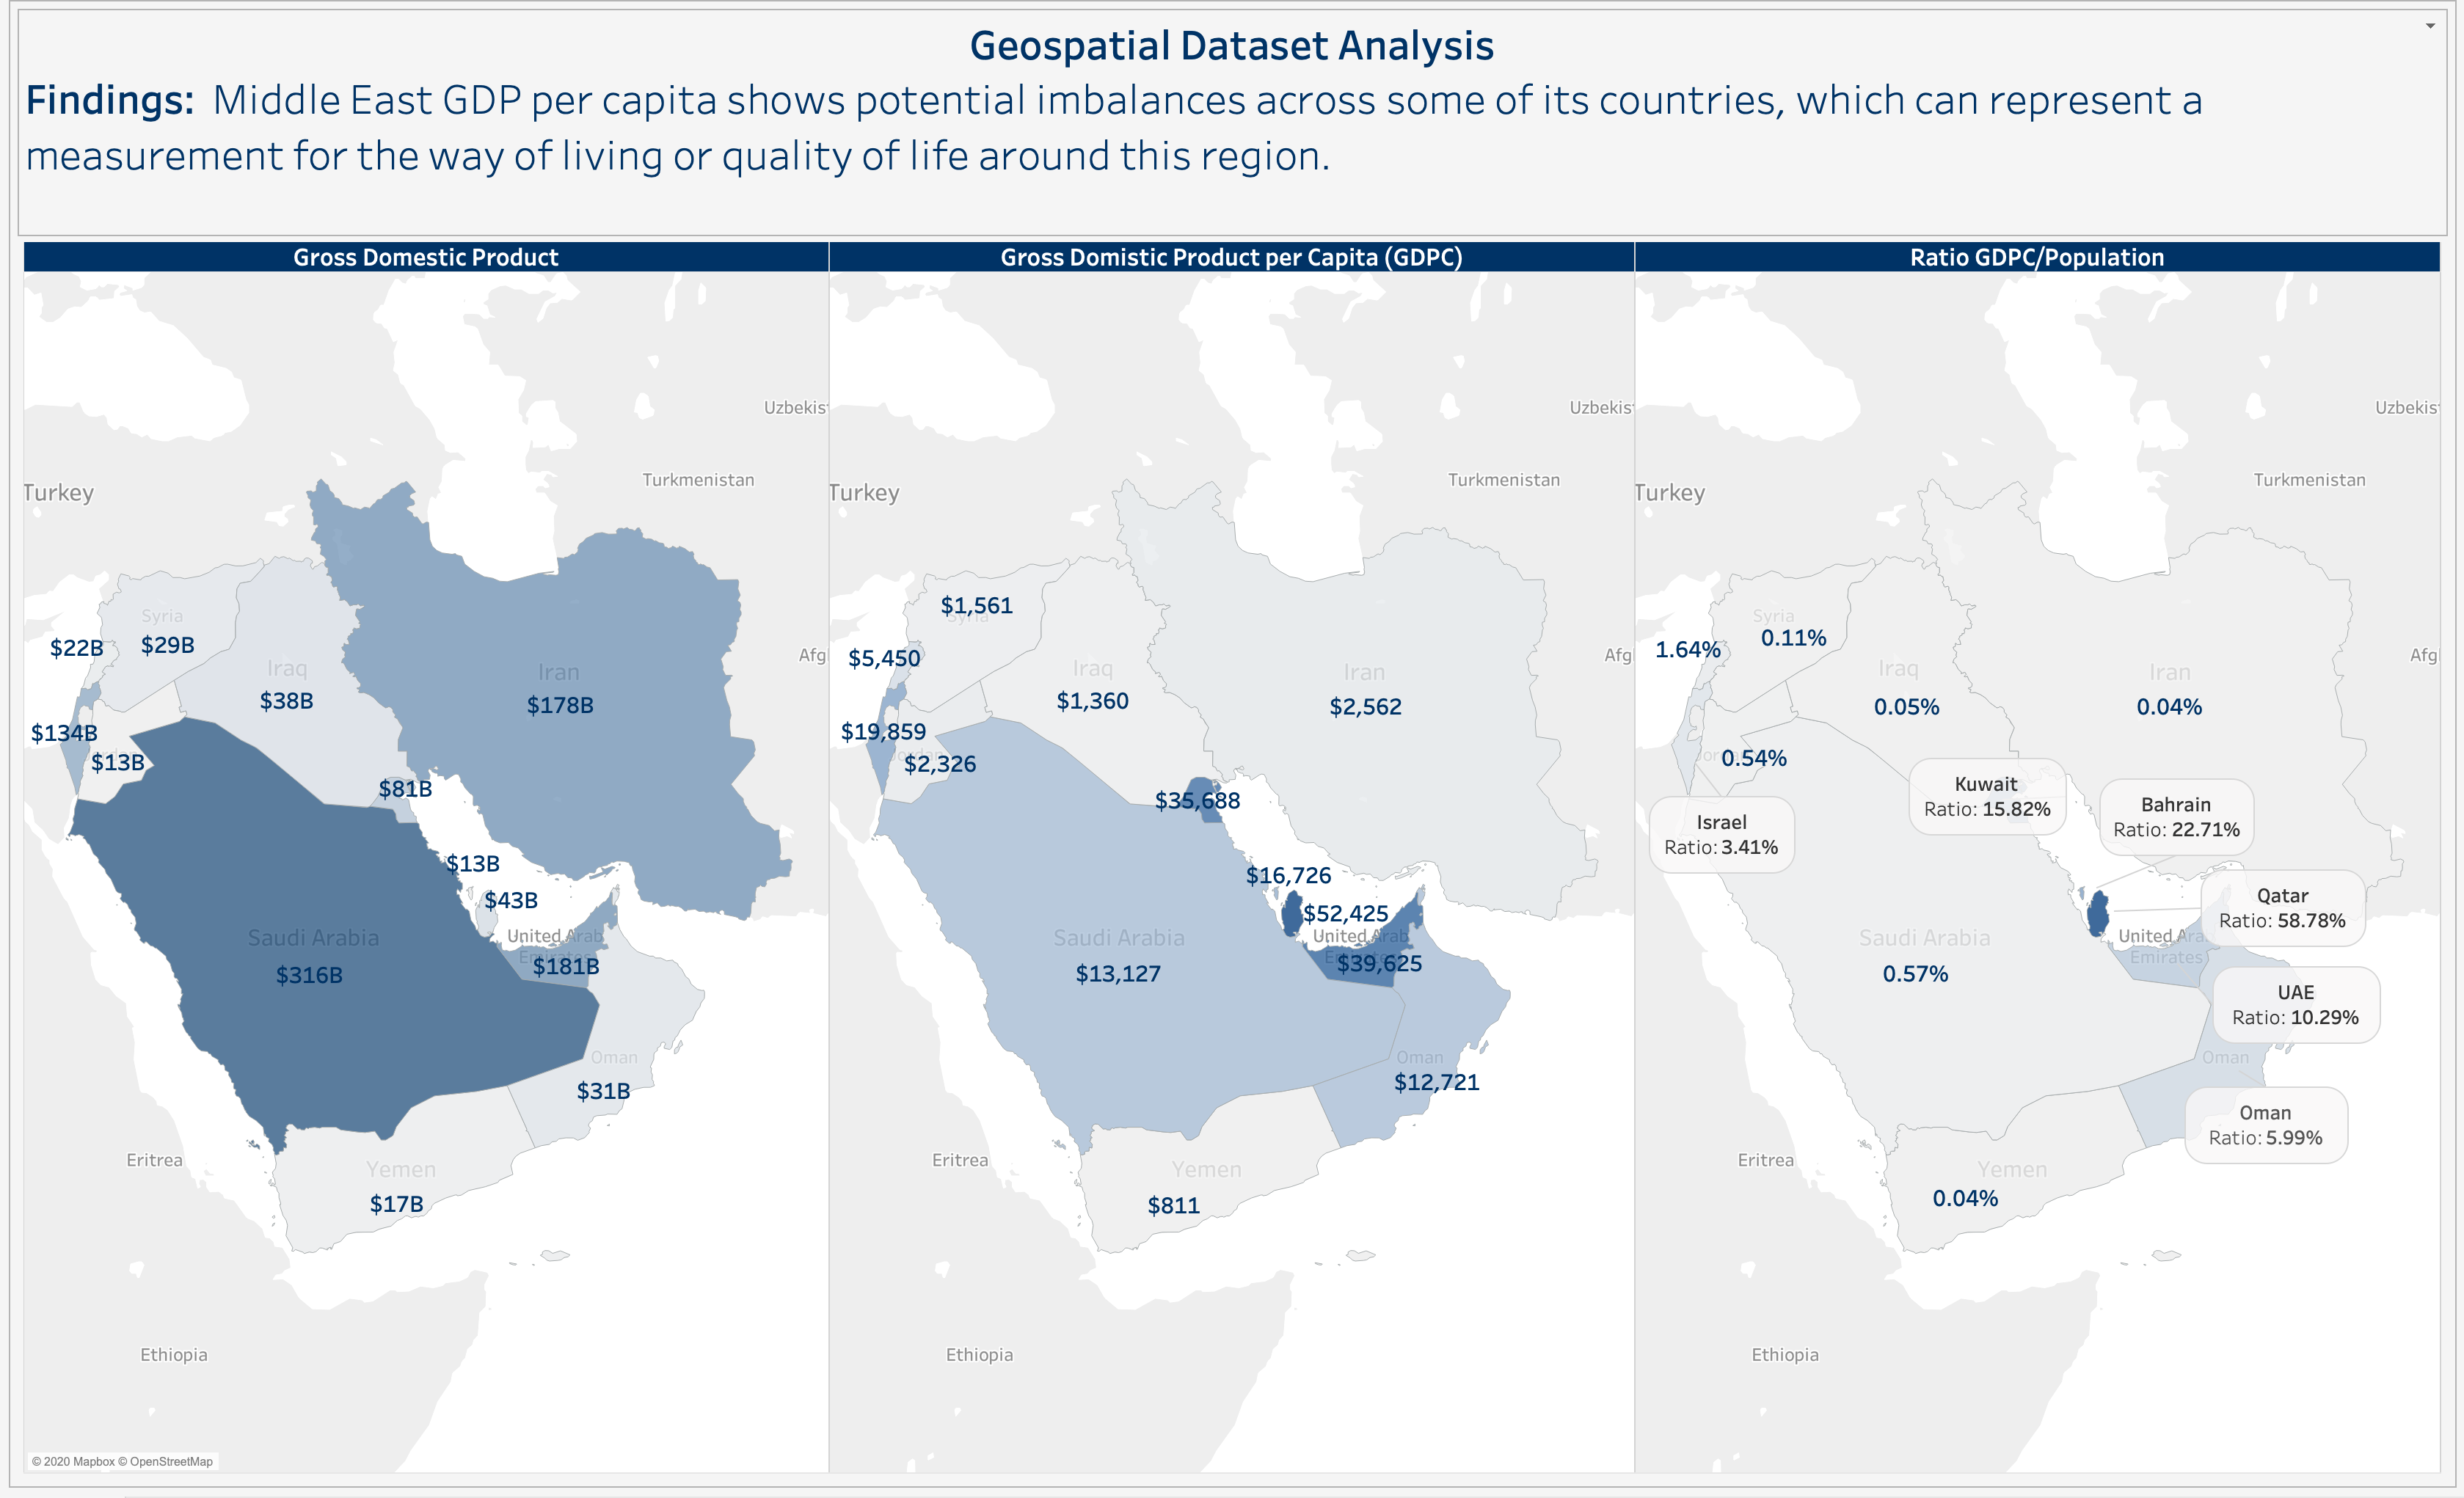 Geospatial Dataset Analysis
Findings: Middle East GDP per capita shows potential imbalances across some of its countries, which can represent a
measurement for the way of living or quality of life around this region.
Gross Domestic Product
Uzbekis
Turkmenistan
Turkey
Afg
Syria
$22B
$29B
Iraq
$38B
Iran
$178B
$134B
$13B
$81B
$13B
$43B
United Arab
Emirates
$181B
Saudi Arabia
$316B
Oman
$31B
Eritrea
Yemen
$17B
Ethiopia
© 2020 Mapbox © OpenStreetMap
Gross Domistic Product per Capita (GDPC)
Uzbekis
Turkmenistan
Turkey
Afg
$1,561
Syria
$5,450
Iraq
$1,360
Iran
$2,562
$19,859
Jordan
$2,326
$35,688
$16,726
$52,425
United Arab
Emirates
$39,625
Saudi Arabia
$13,127
Oman
$12,721
Eritrea
Yemen
$811
Ethiopia
Ratio GDPC/Population
Uzbekis
Turkmenistan
Turkey
Afg
Syria
0.11%
1.64%
Iraq
0.05%
Iran
0.04%
0.54%
Kuwait
Ratio: 15.82%
Bahrain
Ratio: 22.71%
Israel
Ratio: 3.41%
Qatar
Ratio: 58.78%
United Ara
Emirates
Saudi Arabia
0.57%
UAE
Ratio: 10.29%
Oman
Oman
Ratio: 5.99%
Eritrea
Yemen
0.04%
Ethiopia